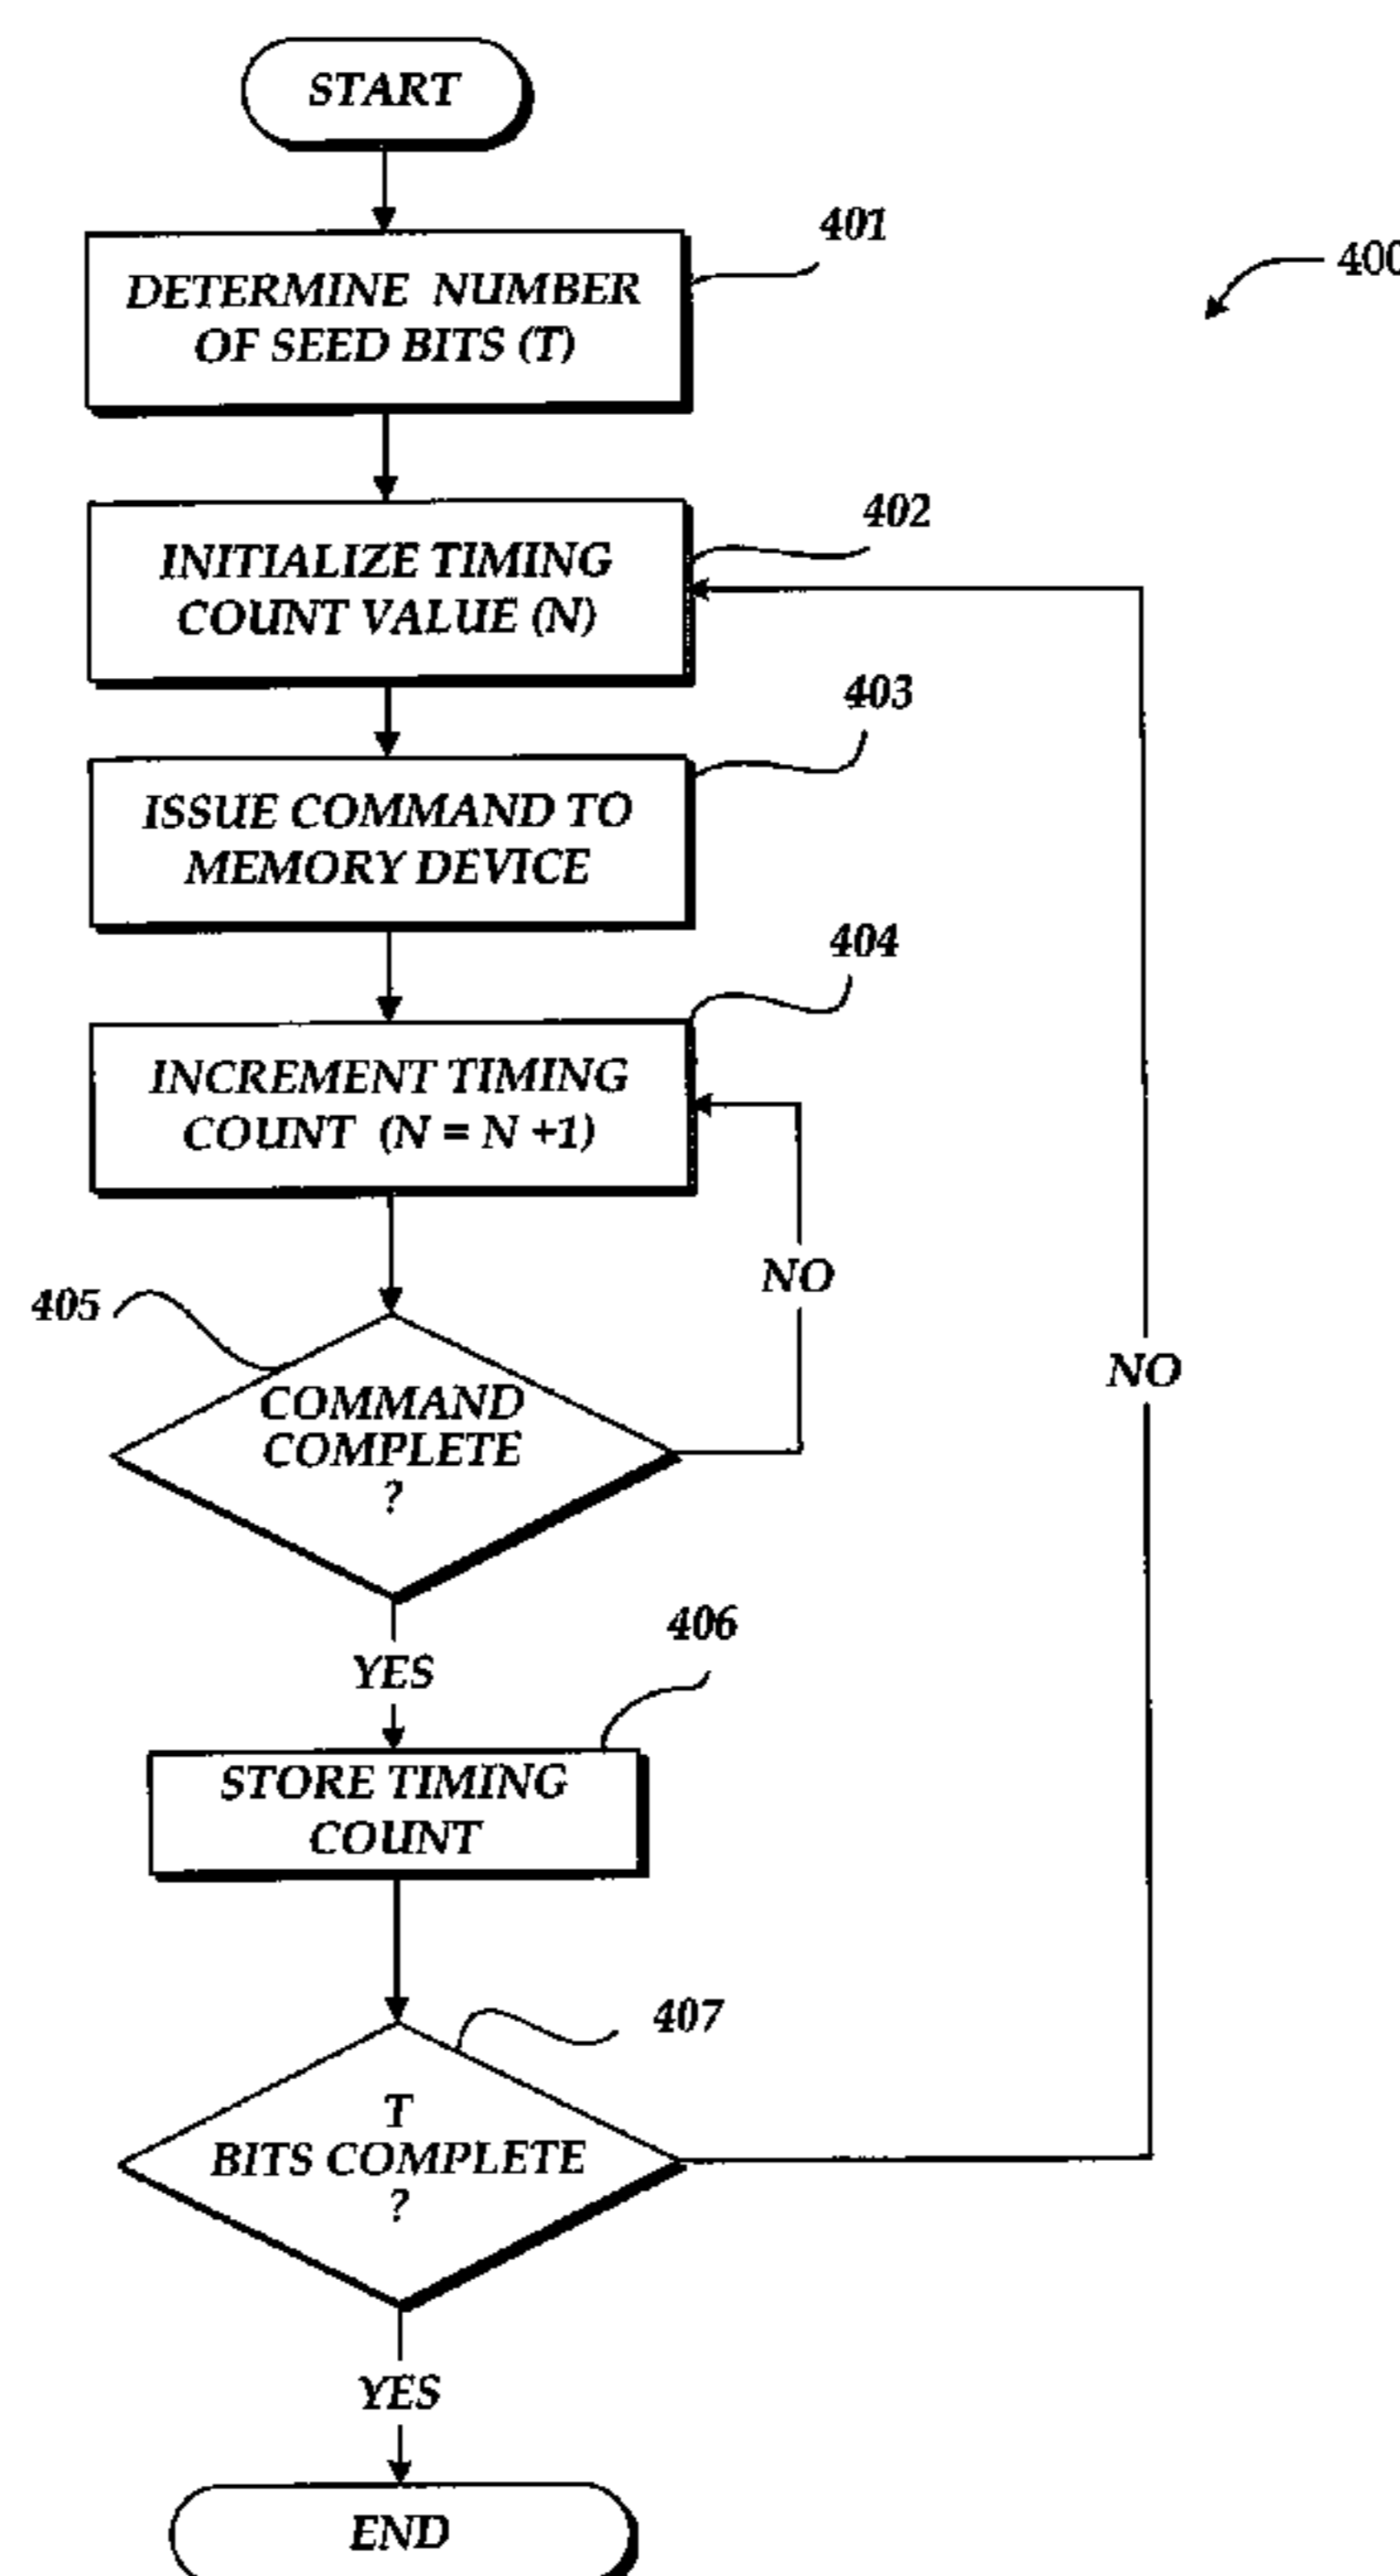 START
401
400
DETERMINE NUMBER
OF SEED BITS (T)
402
INITIALIZE TIMING
COUNT VALUE (N)
403
ISSUE COMMAND TO
MEMORY DEVICE
404
INCREMENT TIMING
COUNT (N = N +1)
NO
405
NO
COMMAND
COMPLETE
?
406
YES
STORE TIMING
COUNT
407
T
BITS COMPLETE
?
YES
END